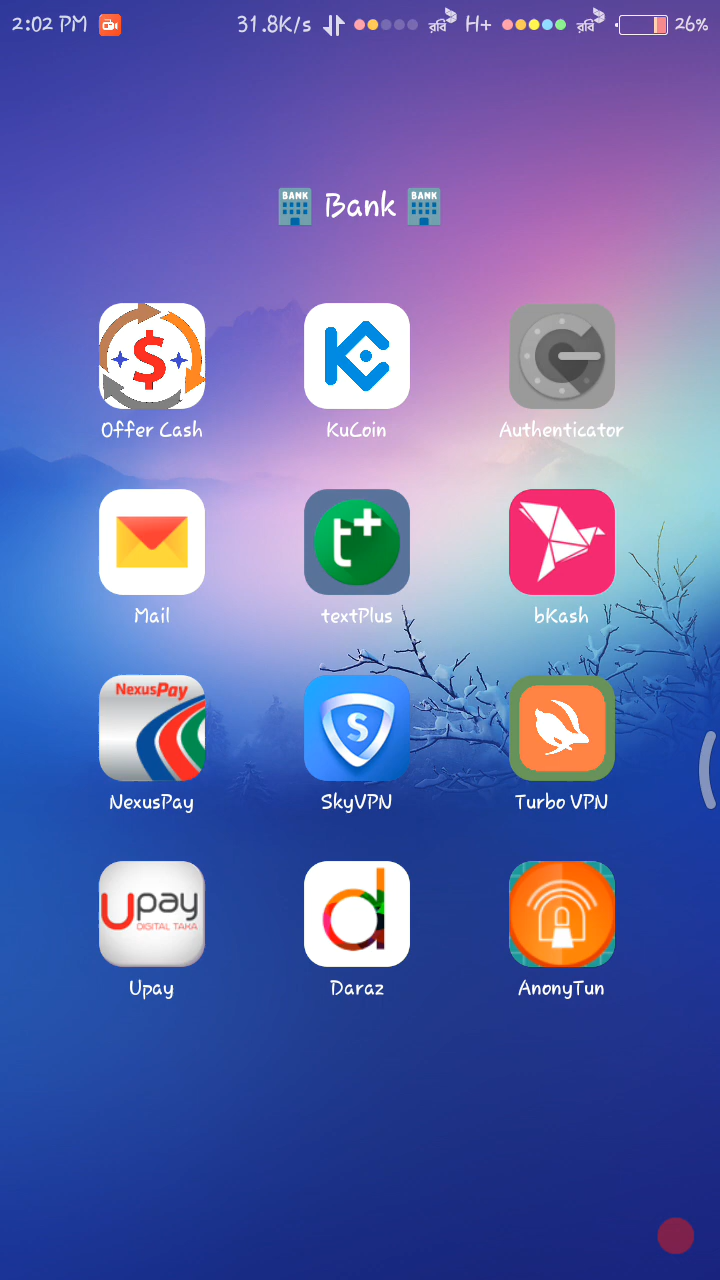 2:02 PM 31.8K/s রবি H+ রবি 26%
BANK Bank BANK
$
Offer Cash KuCoin Authenticator
t+
Mail textPlus bKash
NexusPay
S
NexusPay SkyVPN Turbo VPN
Upay
DIGITAL TAKA
d
Upay Daraz AnonyTun